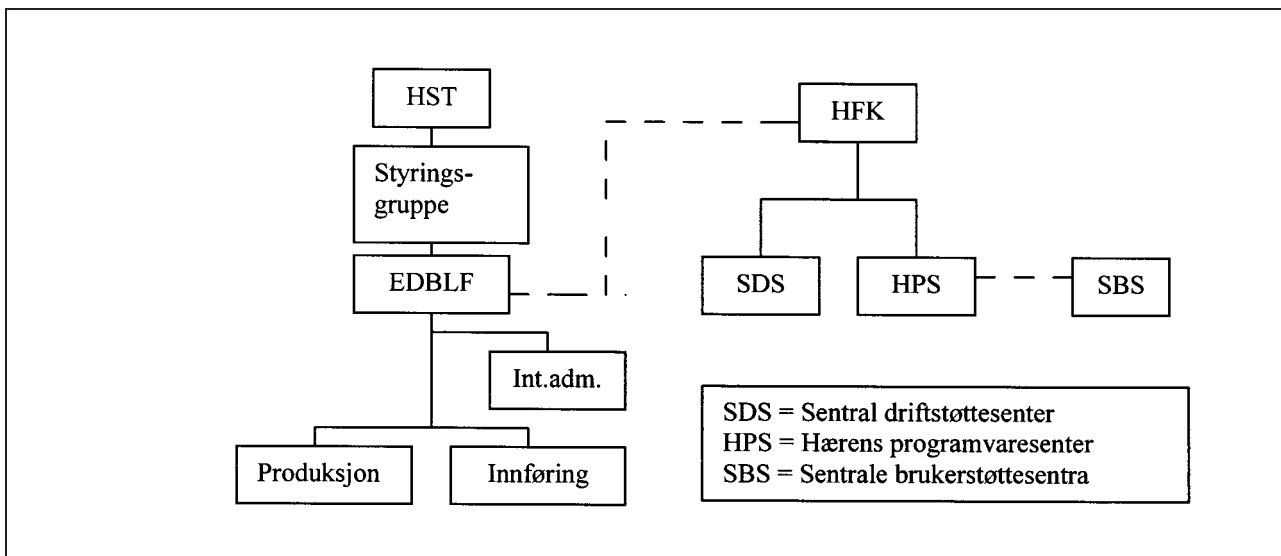 HST
Styrings-
gruppe
EDBLF
Int.adm.
Produksjon
Innføring
HFK
SDS
HPS
SBS
SDS = Sentral driftstøttesenter
HPS = Hærens programvaresenter
SBS = Sentrale brukerstøttesentra